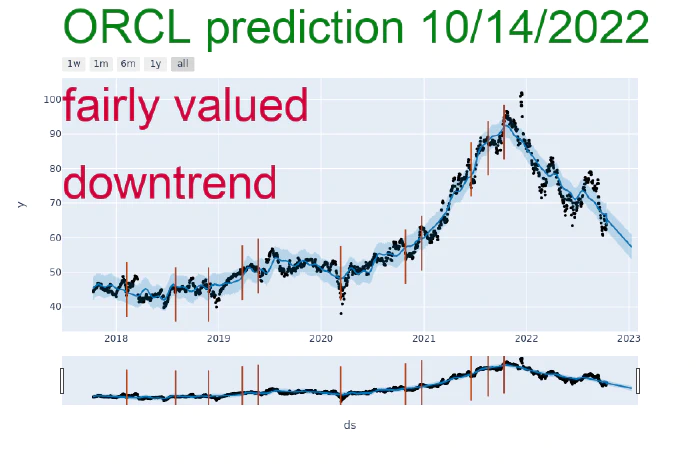 ORCL prediction 10/14/2022
1w 1m 6m 1y all
fairly valued
downtrend
100
90
80
70
60
50
40
y
2018 2019 2020 2021 2022 2023
ds